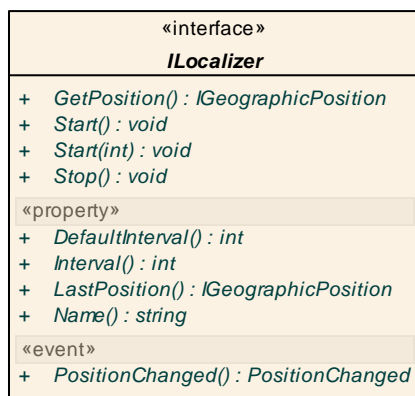 «interface»
ILocalizer
+ GetPosition() : IGeographicPosition
+ Start() : void
+ Start(int) : void
+ Stop() : void
«property»
+ DefaultInterval() : int
+ Interval() : int
+ LastPosition() : IGeographicPosition
+ Name() : string
«event»
+ PositionChanged() : PositionChanged